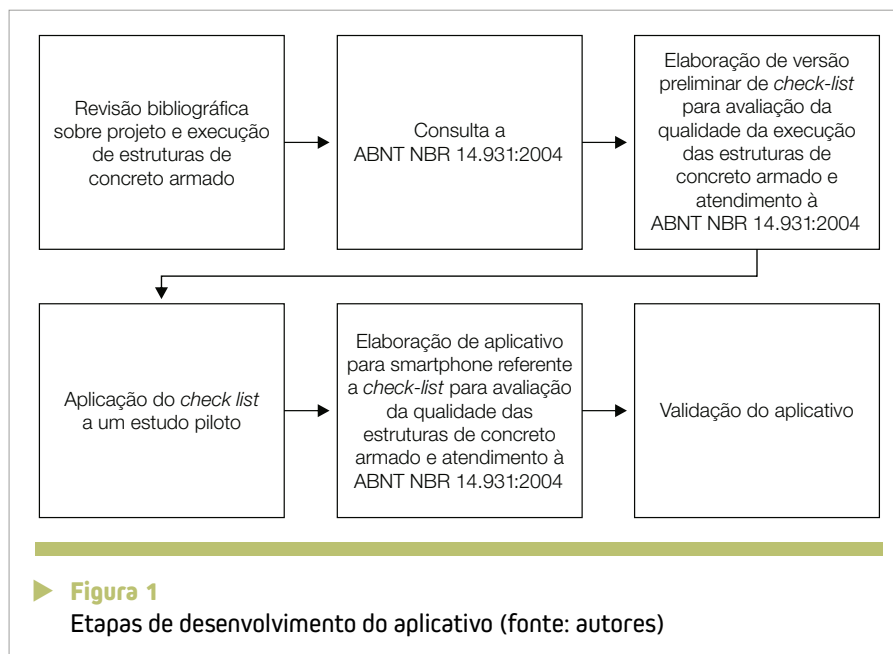 Revisão bibliográfica
sobre projeto e execução
de estruturas de
concreto armado
Consulta a
ABNT NBR 14.931:2004
Elaboração de versão
preliminar de check-list
para avaliação da
qualidade da execução
das estruturas de
concreto armado e
atendimento à
ABNT NBR 14.931:2004
Aplicação do check list
a um estudo piloto
Elaboração de aplicativo
para smartphone referente
a check-list para avaliação
da qualidade das
estruturas de concreto
armado e atendimento à
ABNT NBR 14.931:2004
Validação do aplicativo
Figura 1
Etapas de desenvolvimento do aplicativo (fonte: autores)